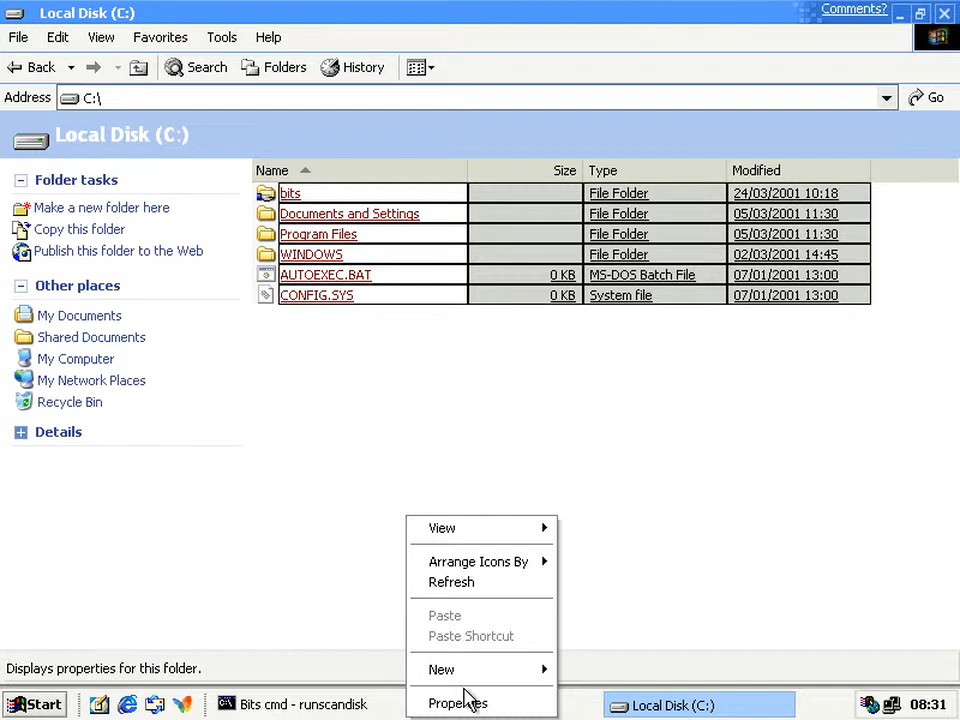 Local Disk (C:)
Comments?
File Edit View Favorites Tools Help
Back Search Folders History
Address C:\ Go
Local Disk (C:)
Folder tasks
Make a new folder here
Copy this folder
Publish this folder to the Web
Other places
My Documents
Shared Documents
My Computer
My Network Places
Recycle Bin
Details
Name Size Type Modified
bits File Folder 24/03/2001 10:18
Documents and Settings File Folder 05/03/2001 11:30
Program Files File Folder 05/03/2001 11:30
WINDOWS File Folder 02/03/2001 14:45
AUTOEXEC.BAT 0 KB MS-DOS Batch File 07/01/2001 13:00
CONFIG.SYS 0 KB System file 07/01/2001 13:00
View
Arrange Icons By
Refresh
Paste
Paste Shortcut
New
Properties
Displays properties for this folder.
Start Bits cmd - runscandisk Local Disk (C:) 08:31